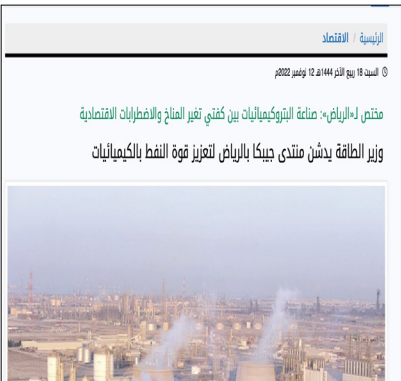 الرئيسية / الاقتصاد
السبت 18 ربيع الآخر 1444هـ 12 نوفمبر 2022م
مختص لـ«الرياض»: صناعة البتروكيميائيات بين كفتي تغير المناخ والاضطرابات الاقتصادية
وزير الطاقة يدشن منتدى جيبكا بالرياض لتعزيز قوة النفط بالكيميائيات